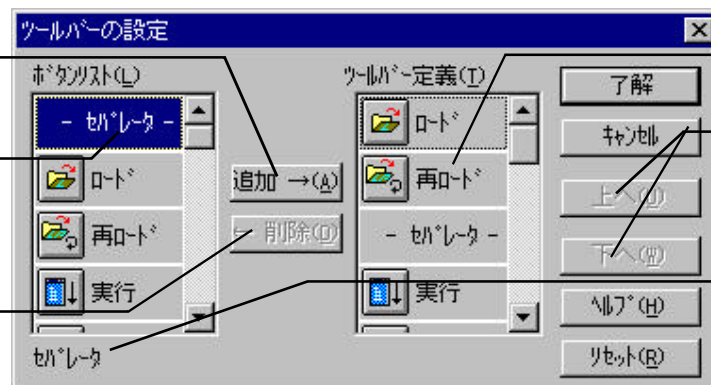 ツールバーの設定
ﾎﾞﾀﾝﾘｽﾄ(L)
ﾂｰﾙﾊﾞｰ定義(T)
- ｾﾊﾟﾚｰﾀ -
ﾛｰﾄﾞ
再ﾛｰﾄﾞ
実行
追加 →(A)
← 削除(D)
ﾛｰﾄﾞ
再ﾛｰﾄﾞ
- ｾﾊﾟﾚｰﾀ -
実行
了解
ｷｬﾝｾﾙ
上へ(U)
下へ(W)
ﾍﾙﾌﾟ(H)
ﾘｾｯﾄ(R)
ｾﾊﾟﾚｰﾀ